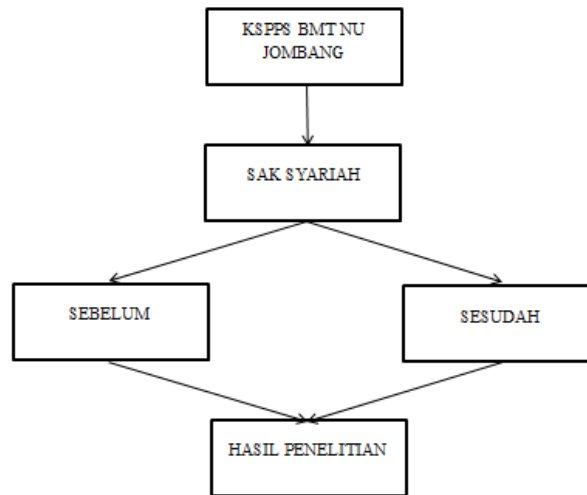 KSPPS BMT NU
JOMBANG
SAK SYARIAH
SEBELUM
SESUDAH
HASIL PENELITIAN